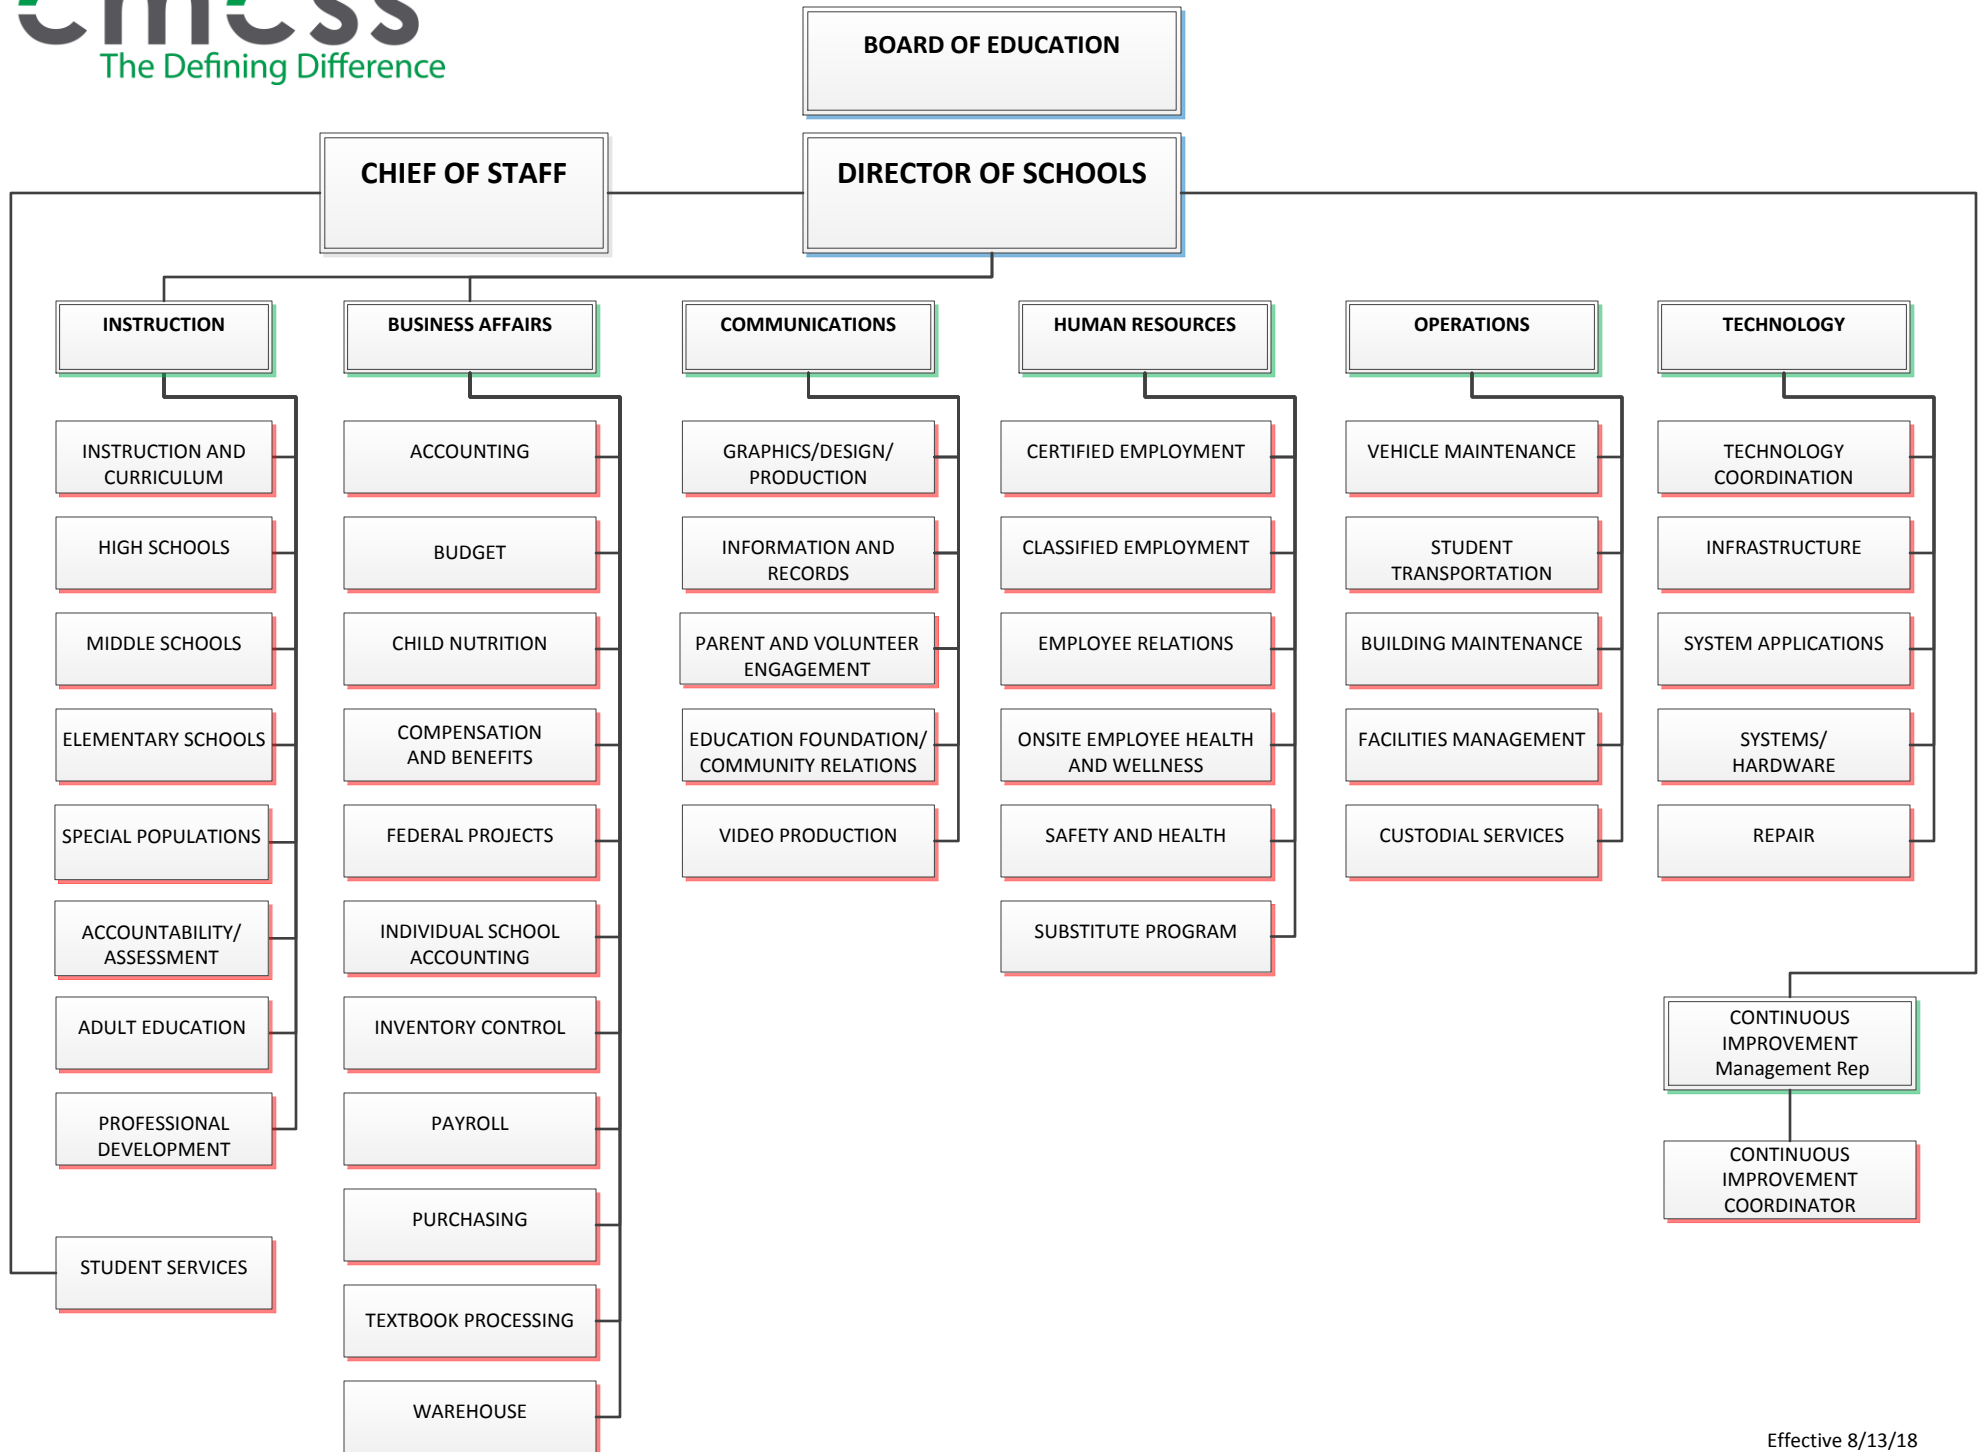 cmcss
The Defining Difference
BOARD OF EDUCATION
CHIEF OF STAFF
DIRECTOR OF SCHOOLS
INSTRUCTION
BUSINESS AFFAIRS
COMMUNICATIONS
HUMAN RESOURCES
OPERATIONS
TECHNOLOGY
INSTRUCTION AND
CURRICULUM
HIGH SCHOOLS
MIDDLE SCHOOLS
ELEMENTARY SCHOOLS
SPECIAL POPULATIONS
ACCOUNTABILITY/
ASSESSMENT
ADULT EDUCATION
PROFESSIONAL
DEVELOPMENT
STUDENT SERVICES
ACCOUNTING
BUDGET
CHILD NUTRITION
COMPENSATION
AND BENEFITS
FEDERAL PROJECTS
INDIVIDUAL SCHOOL
ACCOUNTING
INVENTORY CONTROL
PAYROLL
PURCHASING
TEXTBOOK PROCESSING
WAREHOUSE
GRAPHICS/DESIGN/
PRODUCTION
INFORMATION AND
RECORDS
PARENT AND VOLUNTEER
ENGAGEMENT
EDUCATION FOUNDATION/
COMMUNITY RELATIONS
VIDEO PRODUCTION
CERTIFIED EMPLOYMENT
CLASSIFIED EMPLOYMENT
EMPLOYEE RELATIONS
ONSITE EMPLOYEE HEALTH
AND WELLNESS
SAFETY AND HEALTH
SUBSTITUTE PROGRAM
VEHICLE MAINTENANCE
STUDENT
TRANSPORTATION
BUILDING MAINTENANCE
FACILITIES MANAGEMENT
CUSTODIAL SERVICES
TECHNOLOGY
COORDINATION
INFRASTRUCTURE
SYSTEM APPLICATIONS
SYSTEMS/
HARDWARE
REPAIR
CONTINUOUS
IMPROVEMENT
Management Rep
CONTINUOUS
IMPROVEMENT
COORDINATOR
Effective 8/13/18